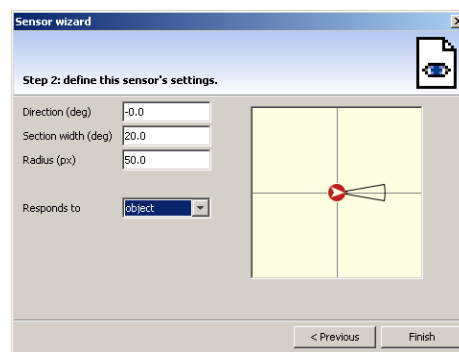 Sensor wizard
Step 2: define this sensor's settings.
Direction (deg) -0.0
Section width (deg) 20.0
Radius (px) 50.0
Responds to object
< Previous Finish